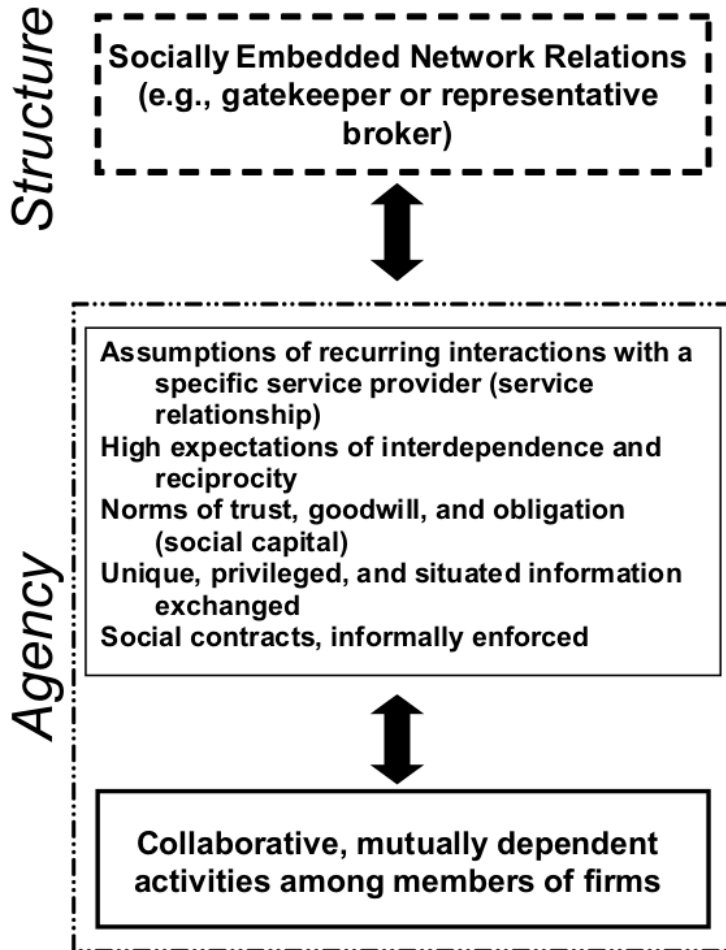 Structure
Socially Embedded Network Relations
(e.g., gatekeeper or representative
broker)
Agency
Assumptions of recurring interactions with a
specific service provider (service
relationship)
High expectations of interdependence and
reciprocity
Norms of trust, goodwill, and obligation
(social capital)
Unique, privileged, and situated information
exchanged
Social contracts, informally enforced
Collaborative, mutually dependent
activities among members of firms